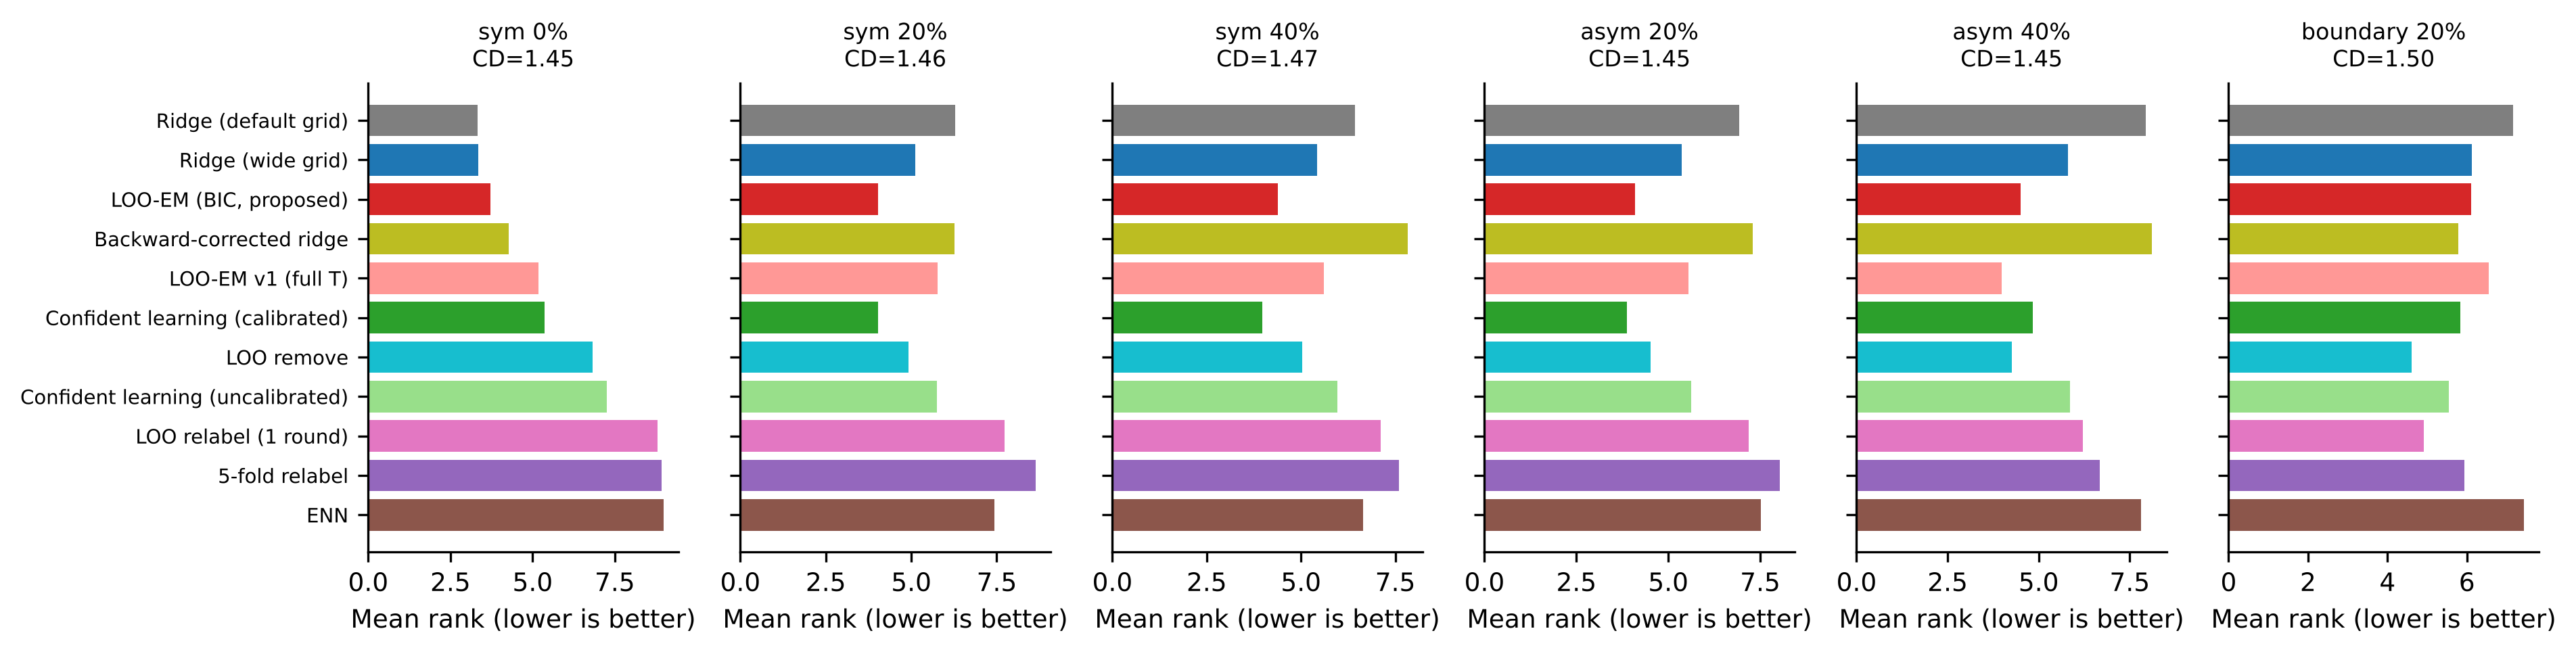 sym 0%
CD=1.45
sym 20%
CD=1.46
sym 40%
CD=1.47
asym 20%
CD=1.45
asym 40%
CD=1.45
boundary 20%
CD=1.50
Ridge (default grid)
Ridge (wide grid)
LOO-EM (BIC, proposed)
Backward-corrected ridge
LOO-EM v1 (full T)
Confident learning (calibrated)
LOO remove
Confident learning (uncalibrated)
LOO relabel (1 round)
5-fold relabel
ENN
0.0 2.5 5.0 7.5
Mean rank (lower is better)
0.0 2.5 5.0 7.5
Mean rank (lower is better)
0.0 2.5 5.0 7.5
Mean rank (lower is better)
0.0 2.5 5.0 7.5
Mean rank (lower is better)
0.0 2.5 5.0 7.5
Mean rank (lower is better)
0 2 4 6
Mean rank (lower is better)